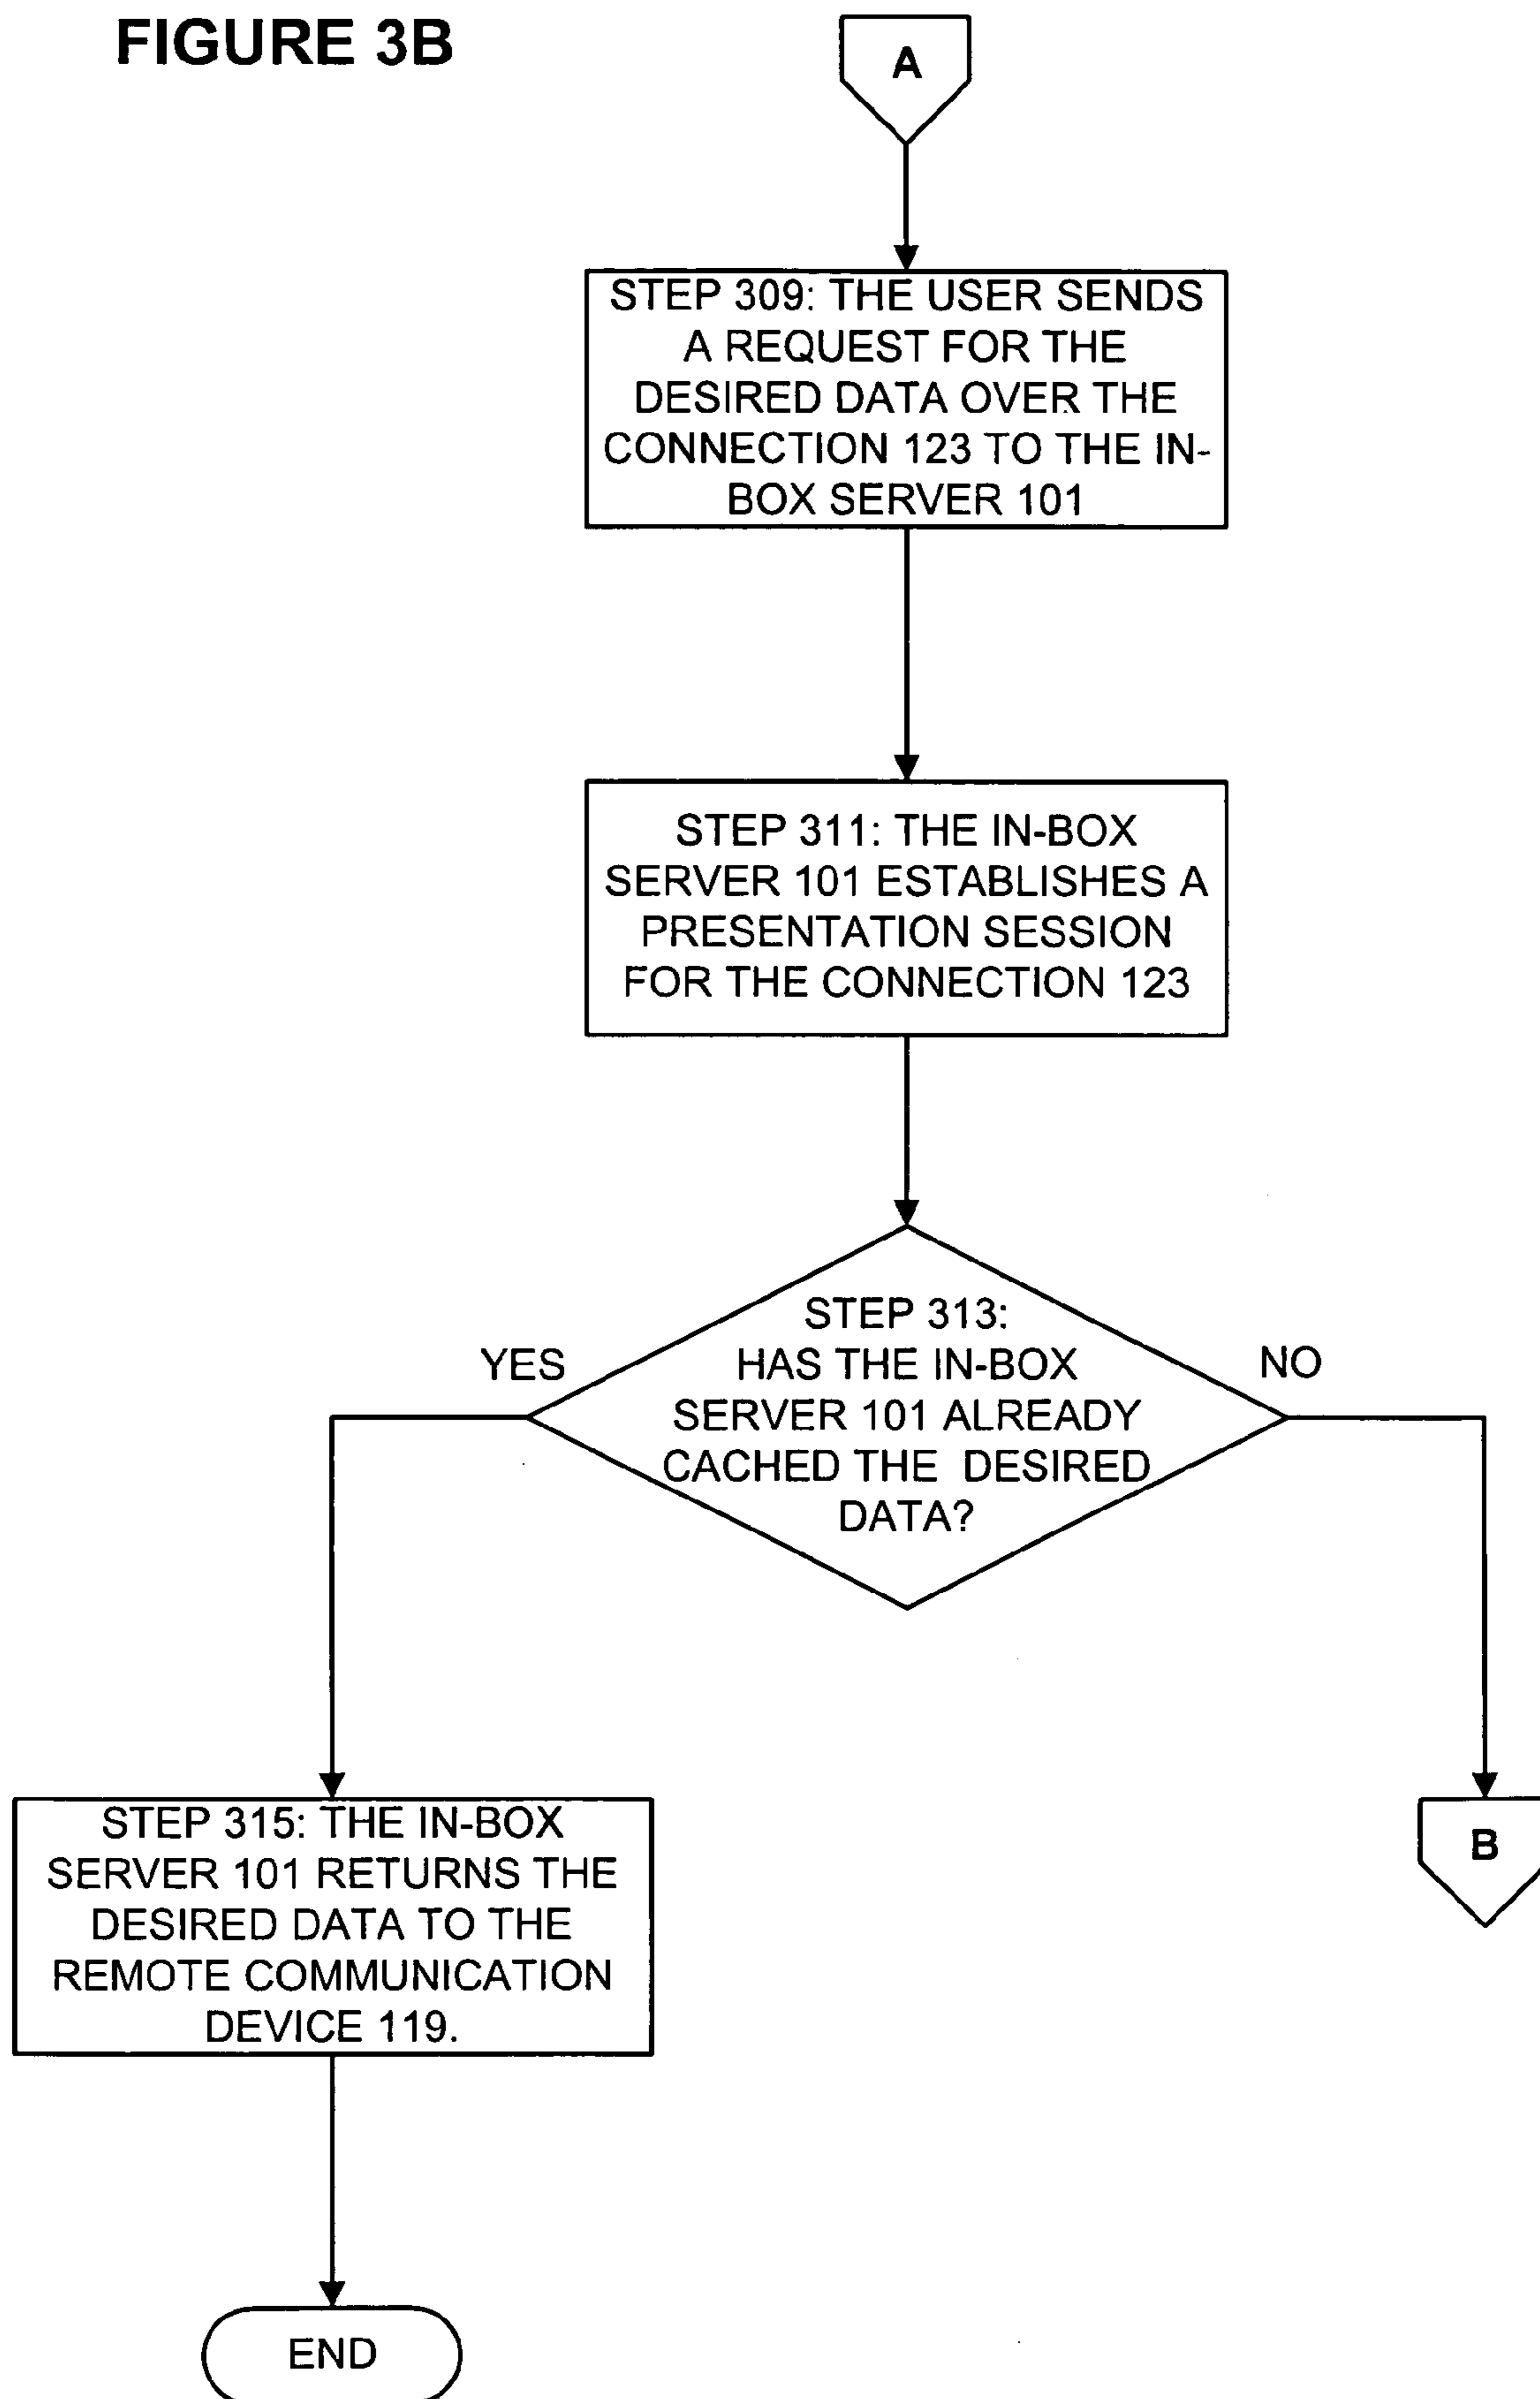 FIGURE 3B
A
STEP 309: THE USER SENDS
A REQUEST FOR THE
DESIRED DATA OVER THE
CONNECTION 123 TO THE IN-
BOX SERVER 101
STEP 311: THE IN-BOX
SERVER 101 ESTABLISHES A
PRESENTATION SESSION
FOR THE CONNECTION 123
STEP 313:
HAS THE IN-BOX
SERVER 101 ALREADY
CACHED THE DESIRED
DATA?
YES
NO
STEP 315: THE IN-BOX
SERVER 101 RETURNS THE
DESIRED DATA TO THE
REMOTE COMMUNICATION
DEVICE 119.
B
END